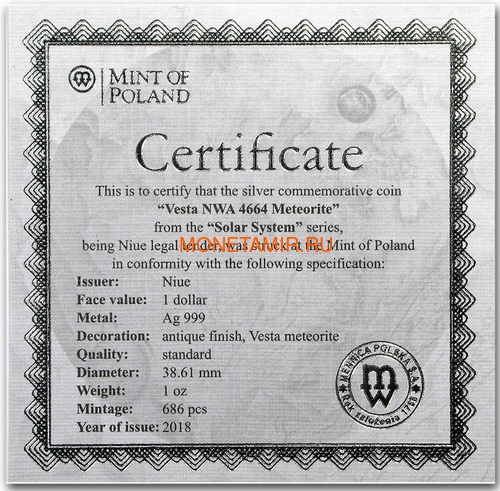 MINT OF
POLAND
Certificate
This is to certify that the silver commemorative coin
“Vesta NWA 4664 Meteorite”
from the “Solar System” series,
being Niue legal tender, was struck at the Mint of Poland
MONETAMIR.RU
in conformity with the following specification:
Issuer: Niue
Face value: 1 dollar
Metal: Ag 999
Decoration: antique finish, Vesta meteorite
Quality: standard
Diameter: 38.61 mm
Weight: 1 oz
Mintage: 686 pcs
Year of issue: 2018
MENNICA POLSKA S.A.
Rok założenia 1766